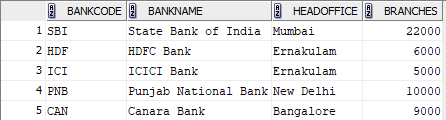 BANKCODE BANKNAME HEADOFFICE BRANCHES
1 SBI State Bank of India Mumbai 22000
2 HDF HDFC Bank Ernakulam 6000
3 ICI ICICI Bank Ernakulam 5000
4 PNB Punjab National Bank New Delhi 10000
5 CAN Canara Bank Bangalore 9000